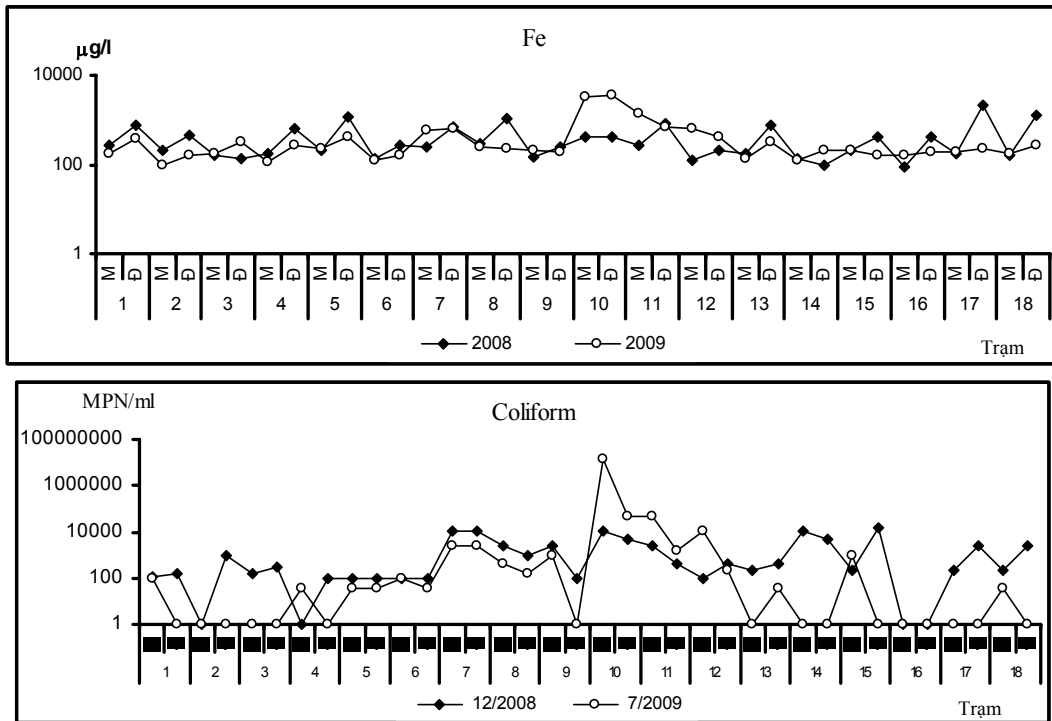 Fe
µg/l
10000
100
1
M Đ M Đ M Đ M Đ M Đ M Đ M Đ M Đ M Đ M Đ M Đ M Đ M Đ M Đ M Đ M Đ M Đ M Đ
1 2 3 4 5 6 7 8 9 10 11 12 13 14 15 16 17 18
2008 2009
Trạm
MPN/ml
Coliform
100000000
1000000
10000
100
1
1 2 3 4 5 6 7 8 9 10 11 12 13 14 15 16 17 18
12/2008 7/2009
Trạm